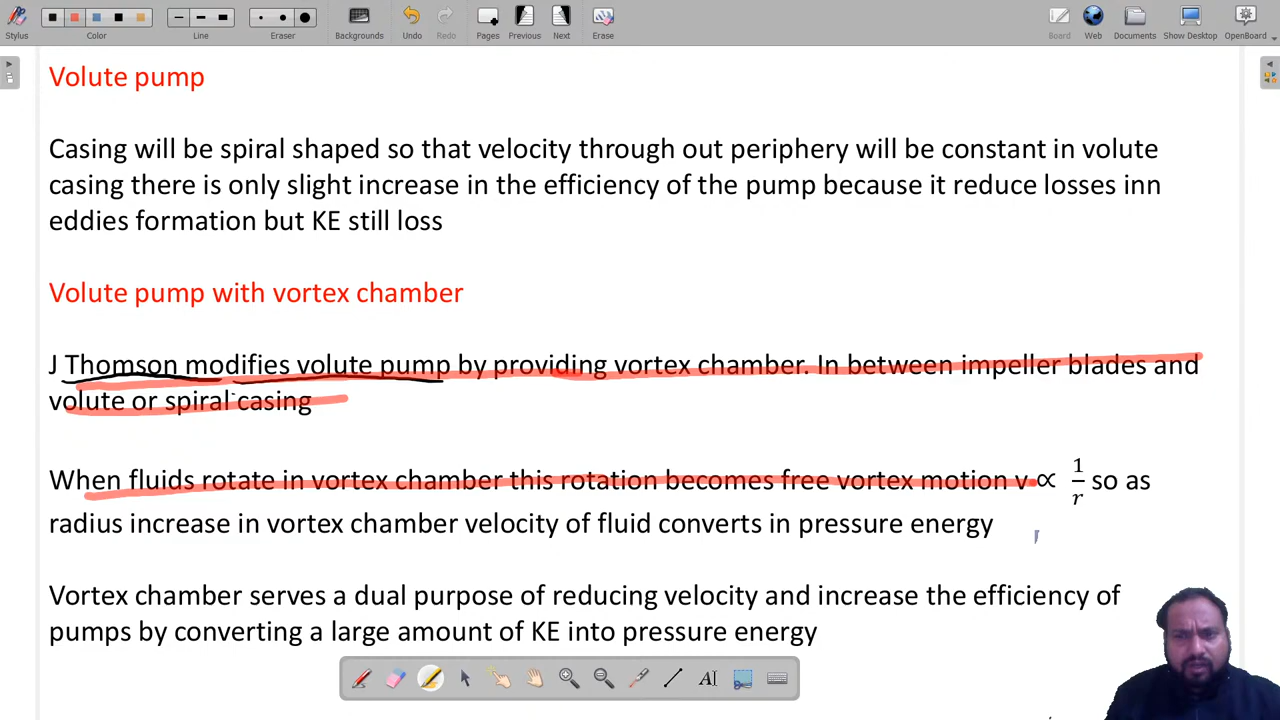 Stylus Color Line Eraser Backgrounds Undo Redo Pages Previous Next Erase Board Web Documents Show Desktop OpenBoard
Volute pump
Casing will be spiral shaped so that velocity through out periphery will be constant in volute
casing there is only slight increase in the efficiency of the pump because it reduce losses inn
eddies formation but KE still loss
Volute pump with vortex chamber
J Thomson modifies volute pump by providing vortex chamber. In between impeller blades and
volute or spiral casing
When fluids rotate in vortex chamber this rotation becomes free vortex motion v ∝ 1/r so as
radius increase in vortex chamber velocity of fluid converts in pressure energy
Vortex chamber serves a dual purpose of reducing velocity and increase the efficiency of
pumps by converting a large amount of KE into pressure energy